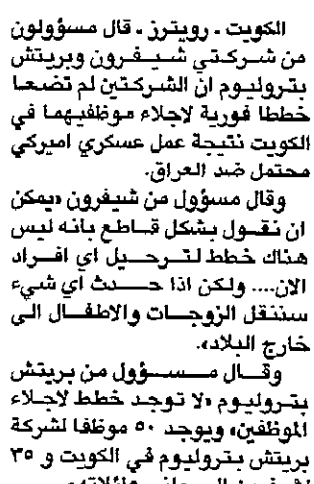 الكويت - رويترز - قال مسؤولون
من شركتي شيفرون وبريتش
بتروليوم ان الشركتين لم تضعا
خططا فورية لاجلاء موظفيهما في
الكويت نتيجة عمل عسكري اميركي
محتمل ضد العراق.
وقال مسؤول من شيفرون «يمكن
ان نقول بشكل قاطع بانه ليس
هناك خطط لترحيل اي افراد
الان.... ولكن اذا حدث اي شيء
سننقل الزوجات والاطفال الى
خارج البلاد».
وقال مسؤول من بريتش
بتروليوم «لا توجد خطط لاجلاء
الموظفين» ويوجد ٥٠ موظفا لشركة
بريتش بتروليوم في الكويت و ٣٥